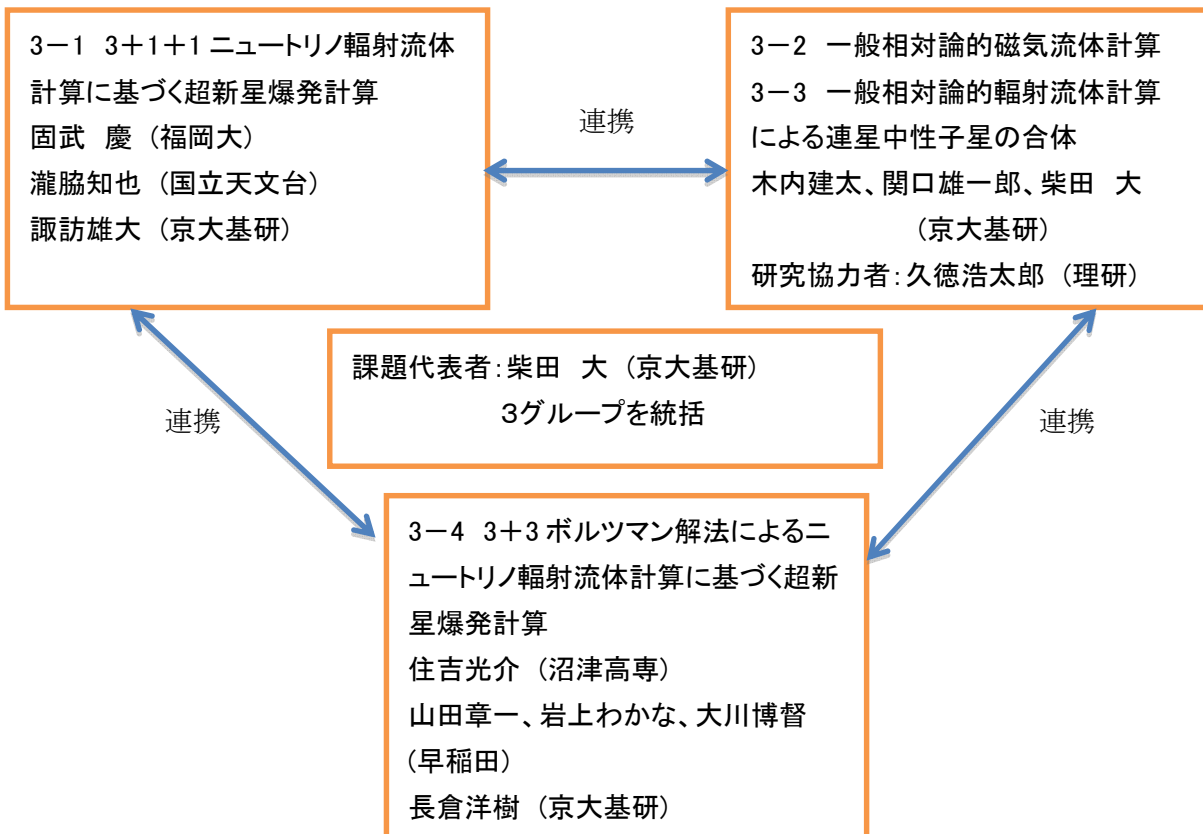 3－1 3＋1＋1 ニュートリノ輻射流体
計算に基づく超新星爆発計算
固武　慶 （福岡大）
瀧脇知也 （国立天文台）
諏訪雄大 （京大基研）
連携
3－2 一般相対論的磁気流体計算
3－3 一般相対論的輻射流体計算
による連星中性子星の合体
木内建太、関口雄一郎、柴田　大
（京大基研）
研究協力者：久徳浩太郎 （理研）
課題代表者：柴田　大 （京大基研）
３グループを統括
連携
連携
3－4 3＋3 ボルツマン解法によるニ
ュートリノ輻射流体計算に基づく超新
星爆発計算
住吉光介 （沼津高専）
山田章一、岩上わかな、大川博督
（早稲田）
長倉洋樹 （京大基研）